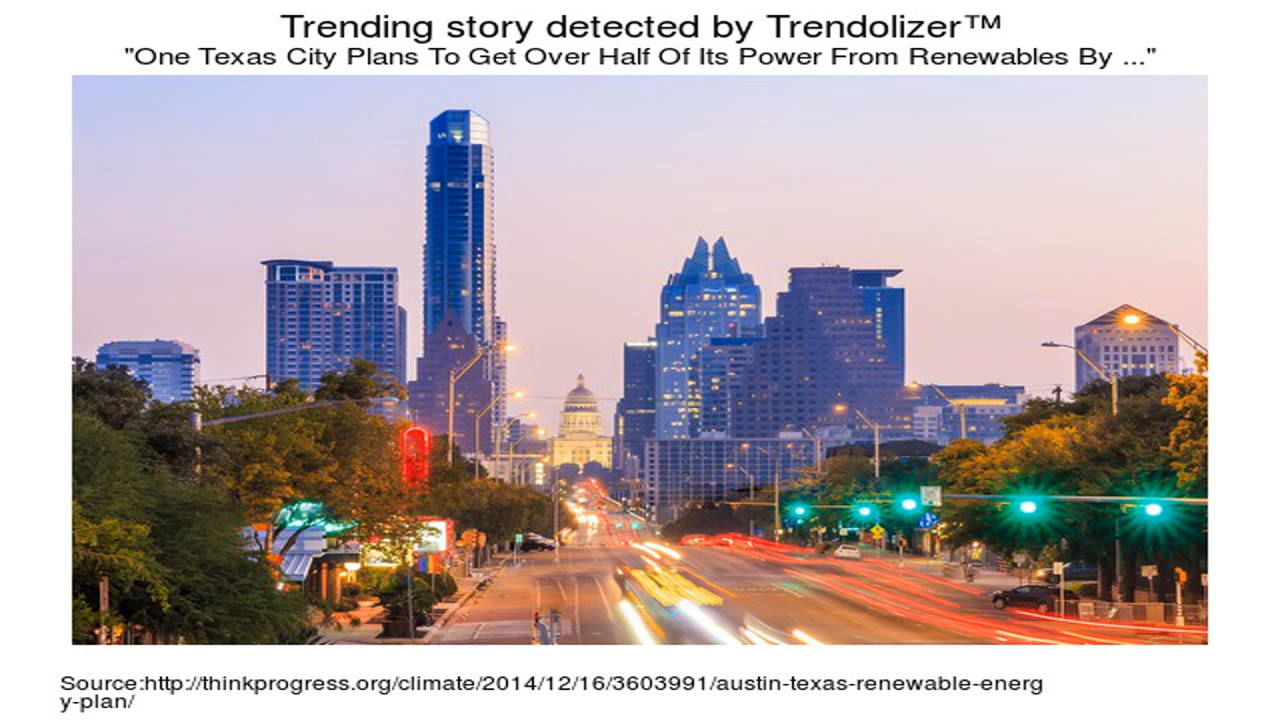 Trending story detected by Trendolizer™
"One Texas City Plans To Get Over Half Of Its Power From Renewables By ..."
Source:http://thinkprogress.org/climate/2014/12/16/3603991/austin-texas-renewable-energ
y-plan/